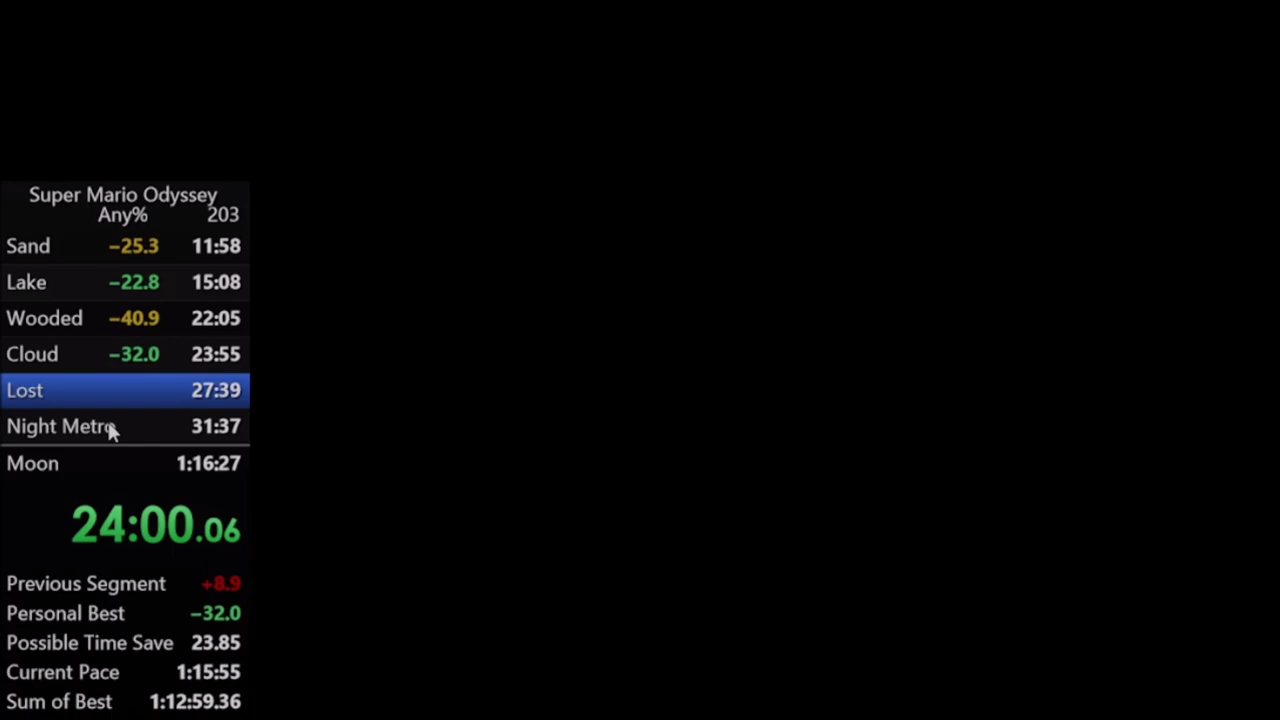 Super Mario Odyssey
Any% 203
Sand −25.3 11:58
Lake −22.8 15:08
Wooded −40.9 22:05
Cloud −32.0 23:55
Lost 27:39
Night Metro 31:37
Moon 1:16:27
24:00.06
Previous Segment +8.9
Personal Best −32.0
Possible Time Save 23.85
Current Pace 1:15:55
Sum of Best 1:12:59.36